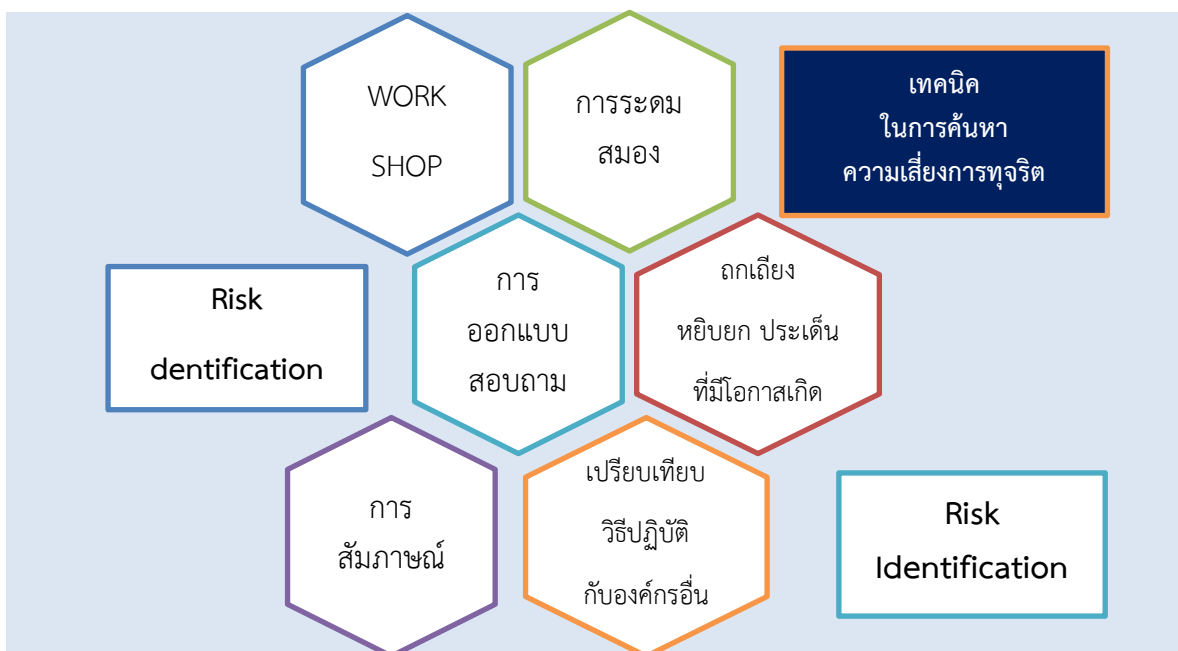 WORK
SHOP
การระดม
สมอง
เทคนิค
ในการค้นหา
ความเสี่ยงการทุจริต
Risk
dentification
การ
ออกแบบ
สอบถาม
ถกเถียง
หยิบยก ประเด็น
ที่มีโอกาสเกิด
การ
สัมภาษณ์
เปรียบเทียบ
วิธีปฏิบัติ
กับองค์กรอื่น
Risk
Identification